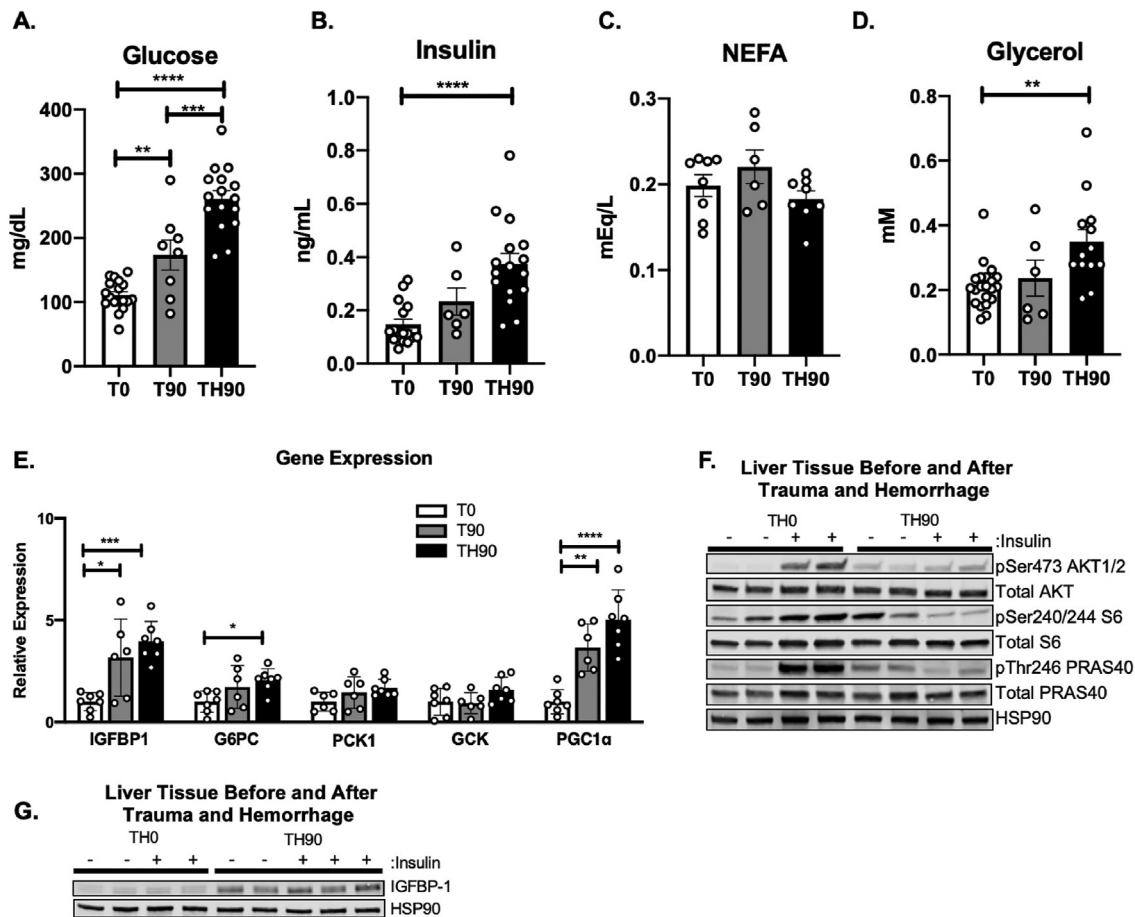 A.
Glucose
****
***
**
mg/dL
400
300
200
100
0
T0 T90 TH90
B.
Insulin
****
ng/mL
1.0
0.8
0.6
0.4
0.2
0.0
T0 T90 TH90
C.
NEFA
mEq/L
0.3
0.2
0.1
0.0
T0 T90 TH90
D.
Glycerol
**
mM
0.8
0.6
0.4
0.2
0.0
T0 T90 TH90
E.
Gene Expression
T0
T90
TH90
Relative Expression
10
5
0
***
*
*
****
**
IGFBP1 G6PC PCK1 GCK PGC1α
F.
Liver Tissue Before and After
Trauma and Hemorrhage
TH0 TH90
- - + + - - + + :Insulin
pSer473 AKT1/2
Total AKT
pSer240/244 S6
Total S6
pThr246 PRAS40
Total PRAS40
HSP90
G.
Liver Tissue Before and After
Trauma and Hemorrhage
TH0 TH90
- - + + - - + + + :Insulin
IGFBP-1
HSP90